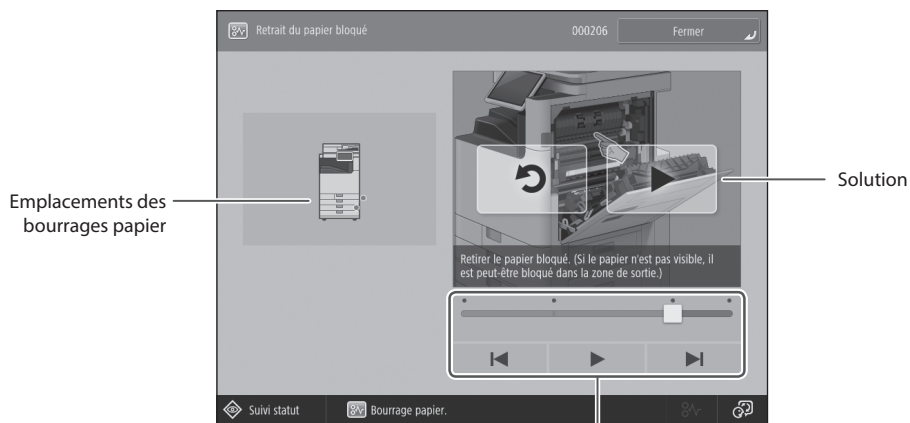 Retrait du papier bloqué
000206
Fermer
Emplacements des
bourrages papier
Solution
Retirer le papier bloqué. (Si le papier n'est pas visible, il
est peut-être bloqué dans la zone de sortie.)
Suivi statut
Bourrage papier.